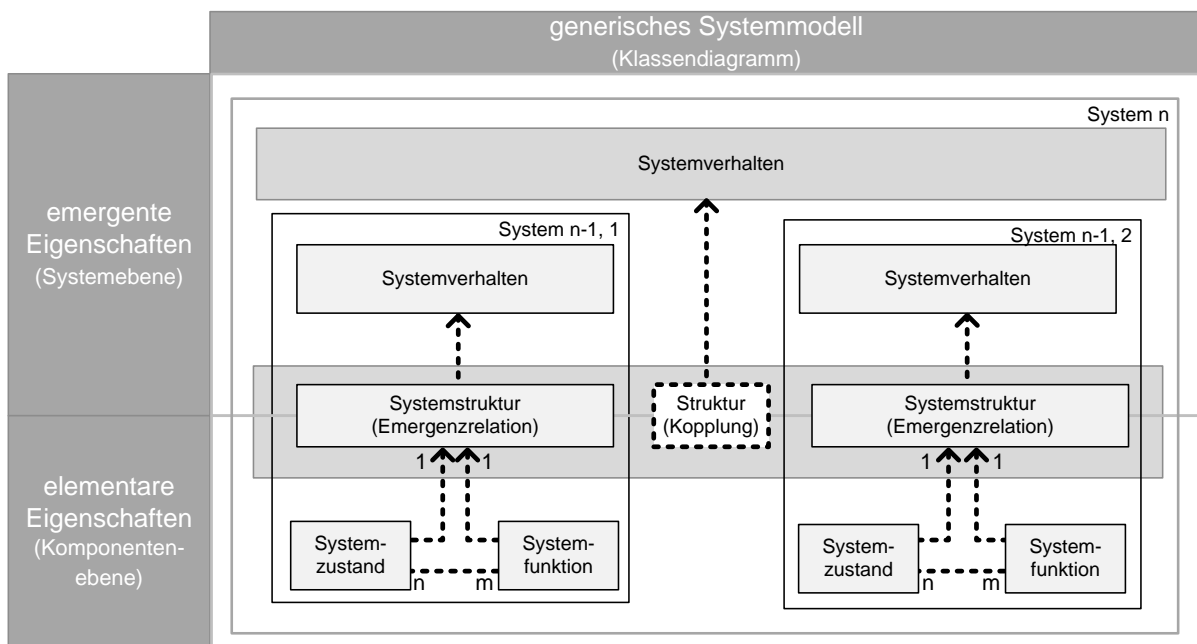 generisches Systemmodell
(Klassendiagramm)
emergente
Eigenschaften
(Systemebene)
System n
Systemverhalten
System n-1, 1
Systemverhalten
System n-1, 2
Systemverhalten
Systemstruktur
(Emergenzrelation)
Struktur
(Kopplung)
Systemstruktur
(Emergenzrelation)
1
1
1
1
elementare
Eigenschaften
(Komponenten-
ebene)
System-
zustand
n
m
System-
funktion
System-
zustand
n
m
System-
funktion